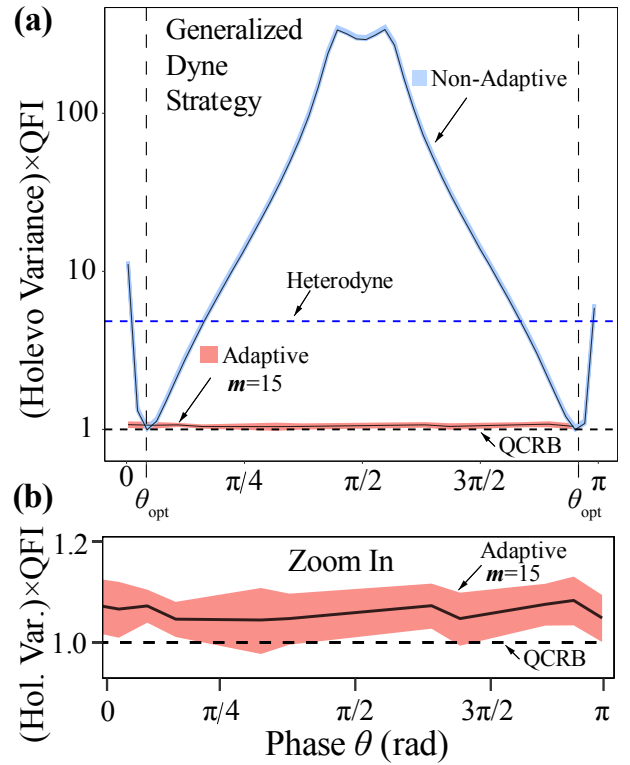 (a)
Generalized
Dyne
Strategy
Non-Adaptive
100
(Holevo Variance)×QFI
10
Heterodyne
Adaptive
m=15
1
QCRB
0
π/4
π/2
3π/2
π
θopt
θopt
(b)
1.2
Zoom In
Adaptive
m=15
(Hol. Var.)×QFI
1.0
QCRB
0
π/4
π/2
3π/2
π
Phase θ (rad)